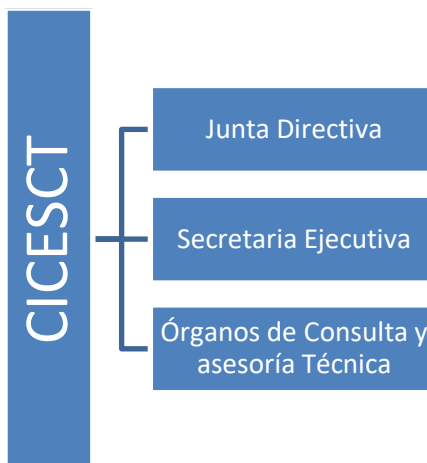 CICESCT
Junta Directiva
Secretaria Ejecutiva
Órganos de Consulta y
asesoría Técnica